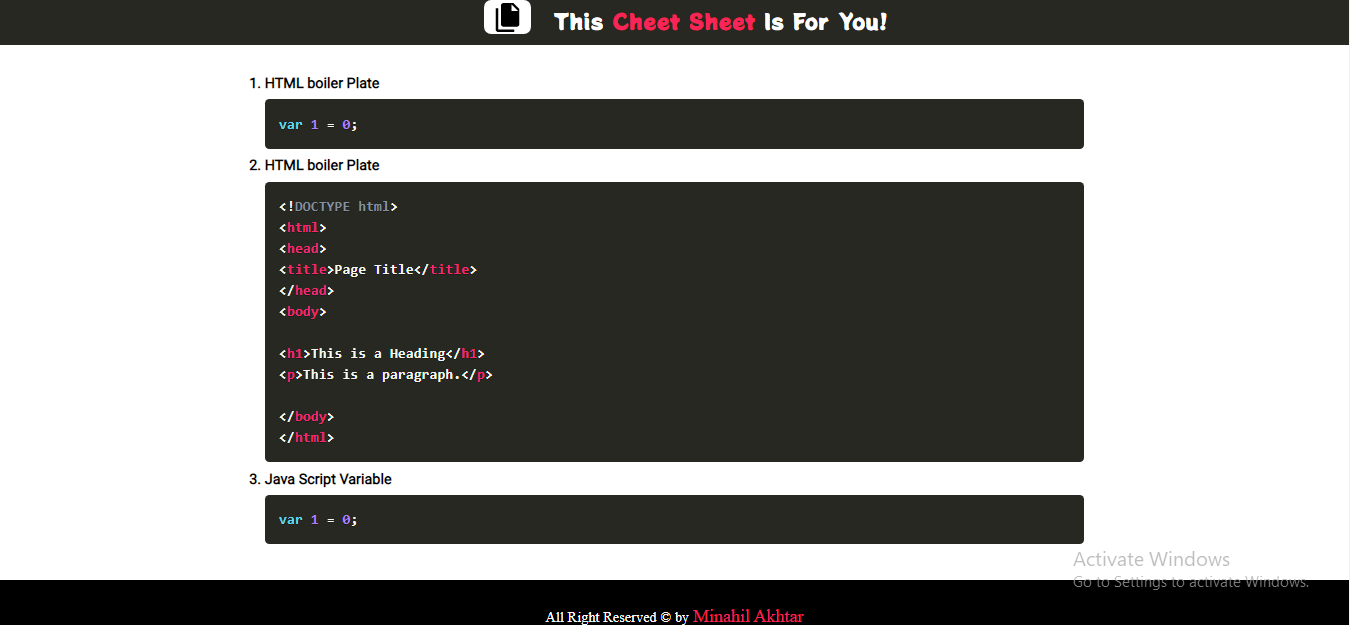 This Cheet Sheet Is For You!
1. HTML boiler Plate
var 1 = 0;
2. HTML boiler Plate
<!DOCTYPE html>
<html>
<head>
<title>Page Title</title>
</head>
<body>
<h1>This is a Heading</h1>
<p>This is a paragraph.</p>
</body>
</html>
3. Java Script Variable
var 1 = 0;
Activate Windows
Go to Settings to activate Windows.
All Right Reserved © by Minahil Akhtar